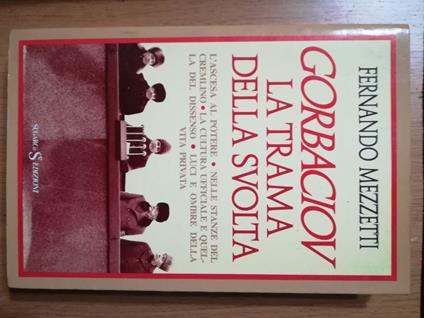 FERNANDO MEZZETTI
GORBACIOV
LA TRAMA
DELLA SVOLTA
L'ASCESA AL POTERE • NELLE STANZE DEL
CREMLINO • LA CULTURA UFFICIALE E QUEL-
LA DEL DISSENSO • LUCI E OMBRE DELLA
VITA PRIVATA
SUGARCO EDIZIONI